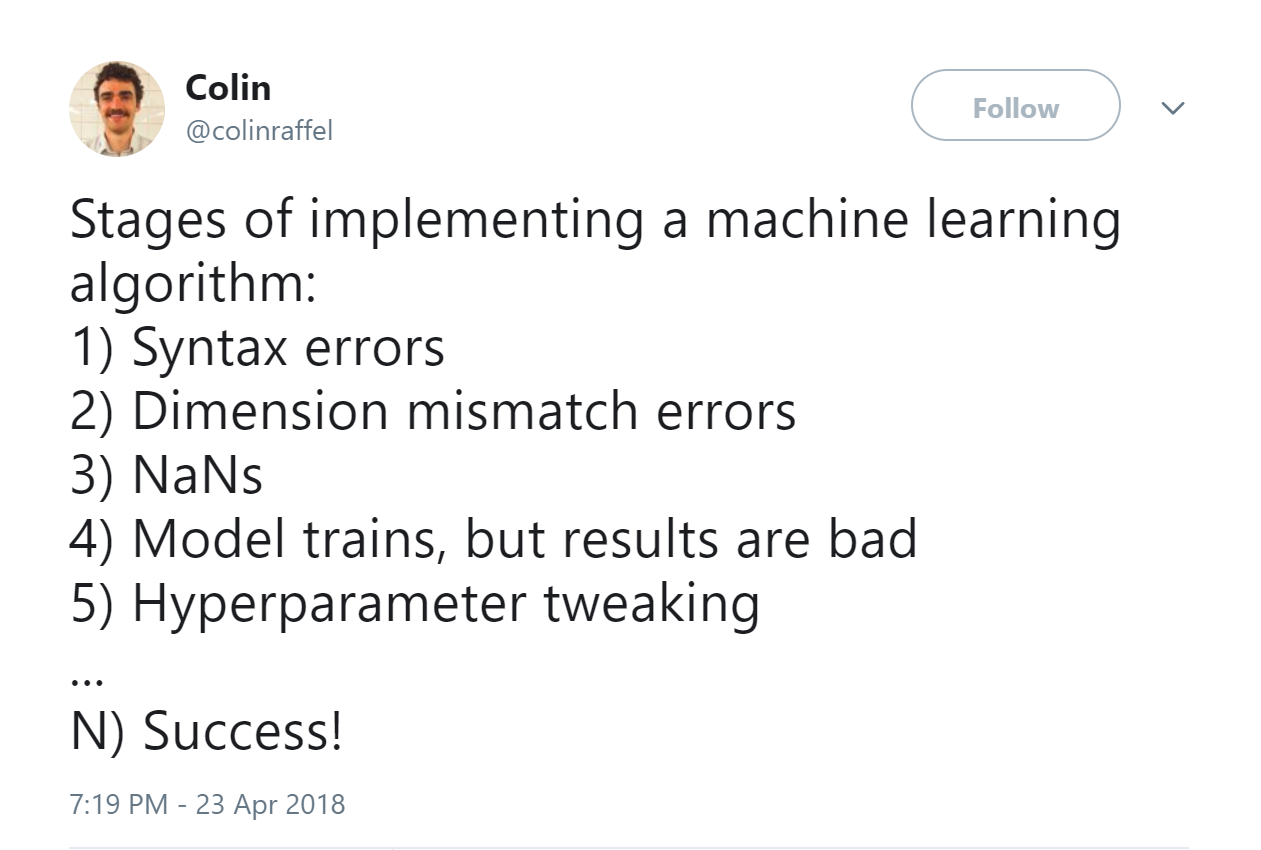 Colin
@colinraffel
Follow
Stages of implementing a machine learning
algorithm:
1) Syntax errors
2) Dimension mismatch errors
3) NaNs
4) Model trains, but results are bad
5) Hyperparameter tweaking
...
N) Success!
7:19 PM - 23 Apr 2018